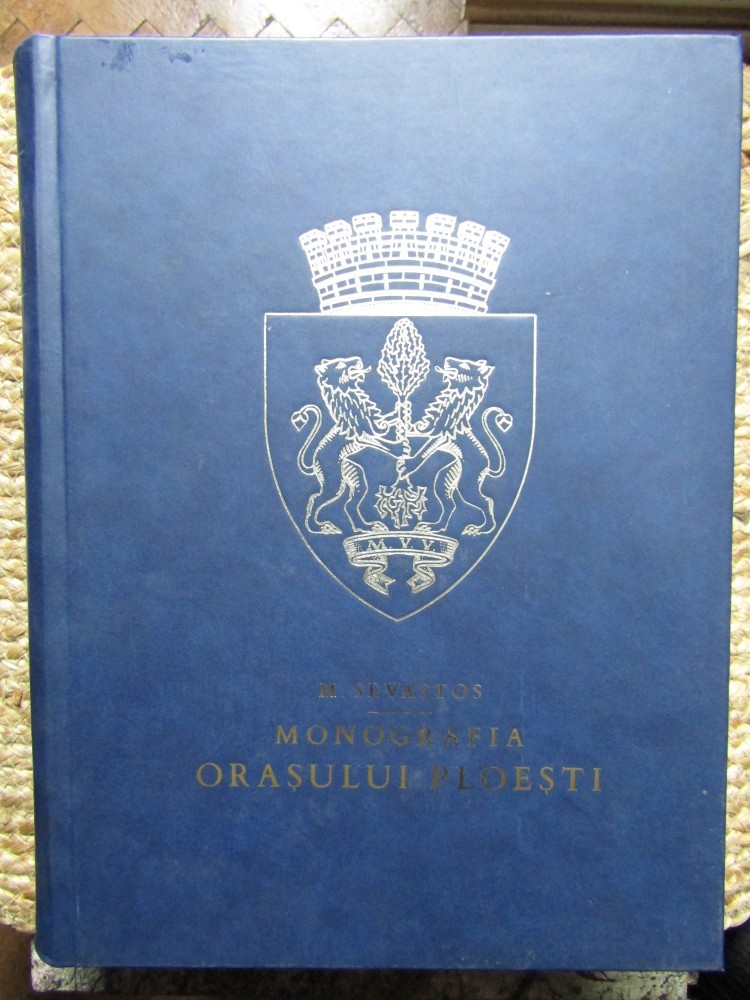 M. V. V.
M. SEVASTOS
MONOGRAFIA
ORAȘULUI PLOEȘTI